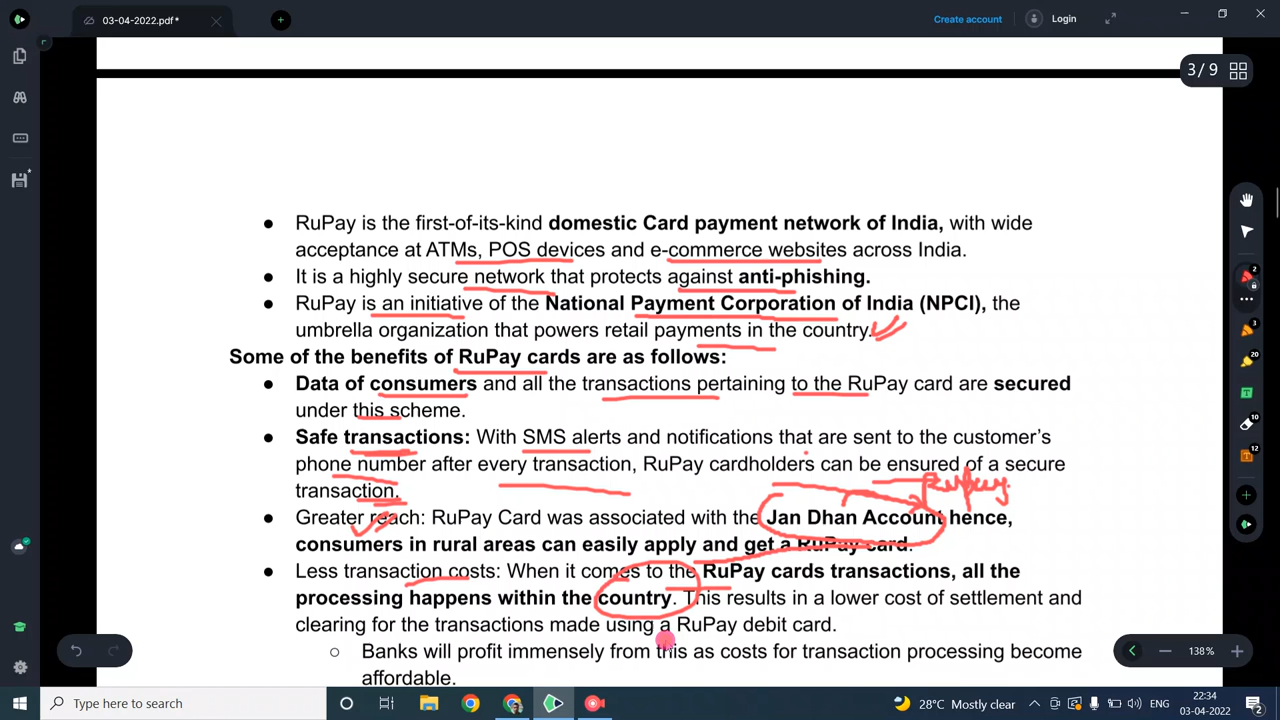 03-04-2022.pdf*
Create account
Login
3 / 9
● RuPay is the first-of-its-kind domestic Card payment network of India, with wide
acceptance at ATMs, POS devices and e-commerce websites across India.
● It is a highly secure network that protects against anti-phishing.
● RuPay is an initiative of the National Payment Corporation of India (NPCI), the
umbrella organization that powers retail payments in the country.
Some of the benefits of RuPay cards are as follows:
● Data of consumers and all the transactions pertaining to the RuPay card are secured
under this scheme.
● Safe transactions: With SMS alerts and notifications that are sent to the customer's
phone number after every transaction, RuPay cardholders can be ensured of a secure
transaction.
RuPay
● Greater reach: RuPay Card was associated with the Jan Dhan Account hence,
consumers in rural areas can easily apply and get a RuPay card.
● Less transaction costs: When it comes to the RuPay cards transactions, all the
processing happens within the country. This results in a lower cost of settlement and
clearing for the transactions made using a RuPay debit card.
○ Banks will profit immensely from this as costs for transaction processing become
affordable.
138%
Type here to search
28°C Mostly clear
ENG
22:34
03-04-2022
2
2
3
20
10
12